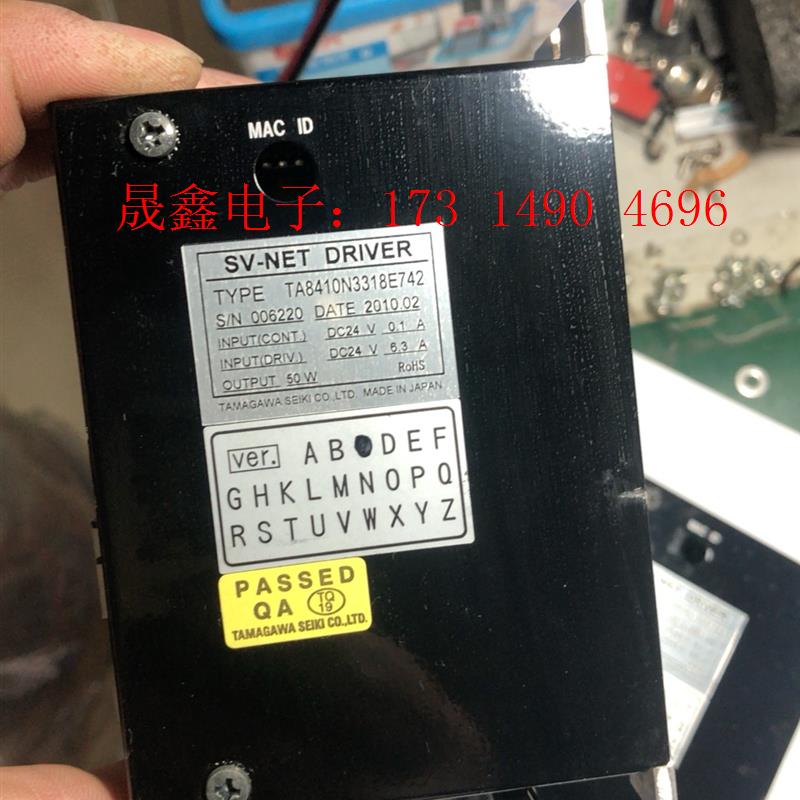 MAC ID
晟鑫电子：173 1490 4696
SV-NET DRIVER
TYPE TA8410N3318E742
S/N 006220 DATE 2010.02
INPUT(CONT.) DC24 V 0.1 A
INPUT(DRIV.) DC24 V 6.3 A
OUTPUT 50 W RoHS
TAMAGAWA SEIKI CO.,LTD. MADE IN JAPAN
ver. A B D E F
G H K L M N O P Q
R S T U V W X Y Z
PASSED
QA TQ 19
TAMAGAWA SEIKI CO.,LTD.